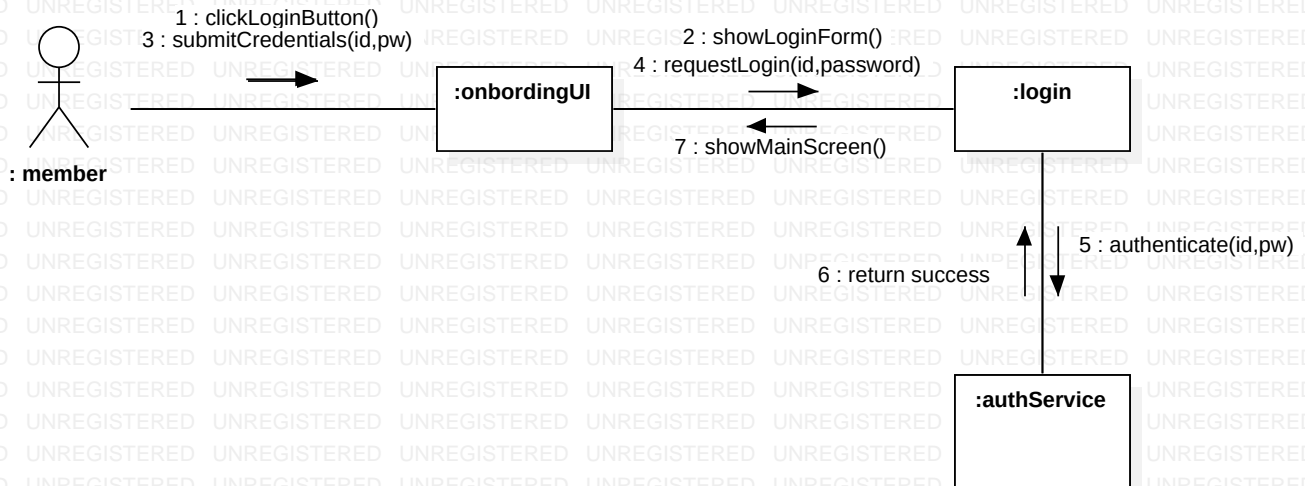 1 : clickLoginButton()
3 : submitCredentials(id,pw)
2 : showLoginForm()
4 : requestLogin(id,password)
:onbordingUI
:login
7 : showMainScreen()
: member
5 : authenticate(id,pw)
6 : return success
:authService
UNREGISTERED